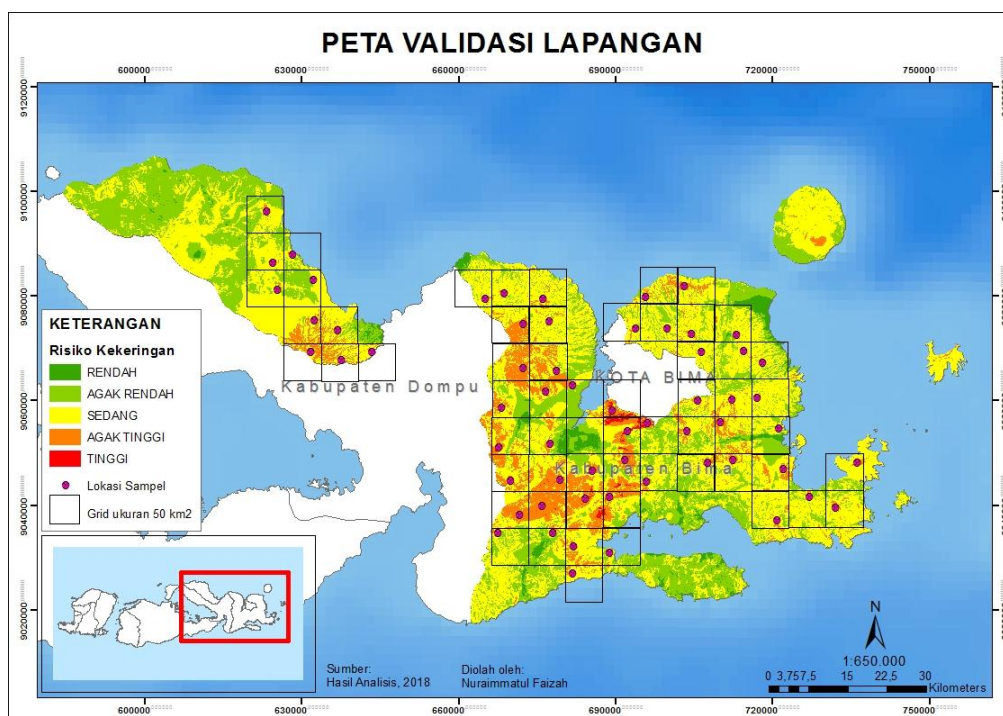 PETA VALIDASI LAPANGAN
600000 630000 660000 690000 720000 750000
9120000
9100000
9080000
9060000
9040000
9020000
KETERANGAN
Risiko Kekeringan
RENDAH
AGAK RENDAH
SEDANG
AGAK TINGGI
TINGGI
Lokasi Sampel
Grid ukuran 50 km2
Kabupaten Dompu
KOTA BIMA
Kabupaten Bima
Sumber:
Hasil Analisis, 2018
Diolah oleh:
Nuraimmatul Faizah
N
1:650.000
0 3,757,5 15 22,5 30
Kilometers
600000 630000 660000 690000 720000 750000